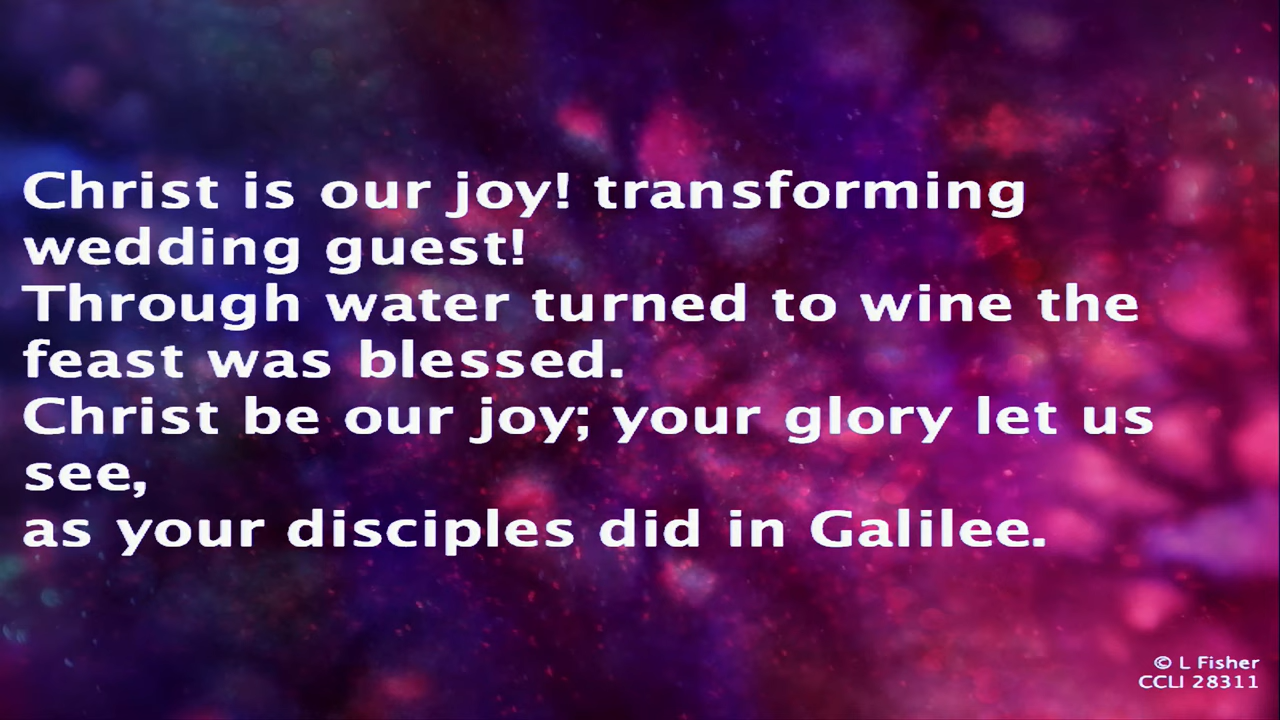 Christ is our joy! transforming
wedding guest!
Through water turned to wine the
feast was blessed.
Christ be our joy; your glory let us
see,
as your disciples did in Galilee.
© L Fisher
CCLI 28311